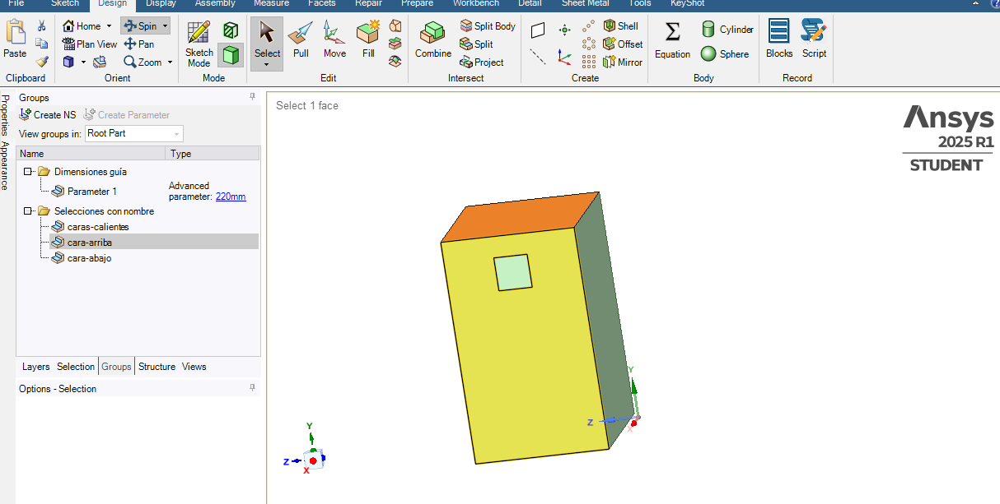 File Sketch Design Display Assembly Measure Facets Repair Prepare Workbench Detail Sheet Metal Tools KeyShot
Paste
Clipboard
Home Spin
Plan View Pan
Zoom
Orient
Sketch Mode
Mode
Select Pull Move Fill
Edit
Combine
Split Body
Split
Project
Intersect
Shell
Offset
Mirror
Create
Equation
Cylinder
Sphere
Body
Blocks Script
Record
Properties
Appearance
Groups
Create NS Create Parameter
View groups in: Root Part
Name Type
Dimensiones guía
Parameter 1 Advanced parameter: 220mm
Selecciones con nombre
caras-calientes
cara-arriba
cara-abajo
Layers Selection Groups Structure Views
Options - Selection
Select 1 face
Ansys
2025 R1
STUDENT
Y
Z
X
Y
Z
X